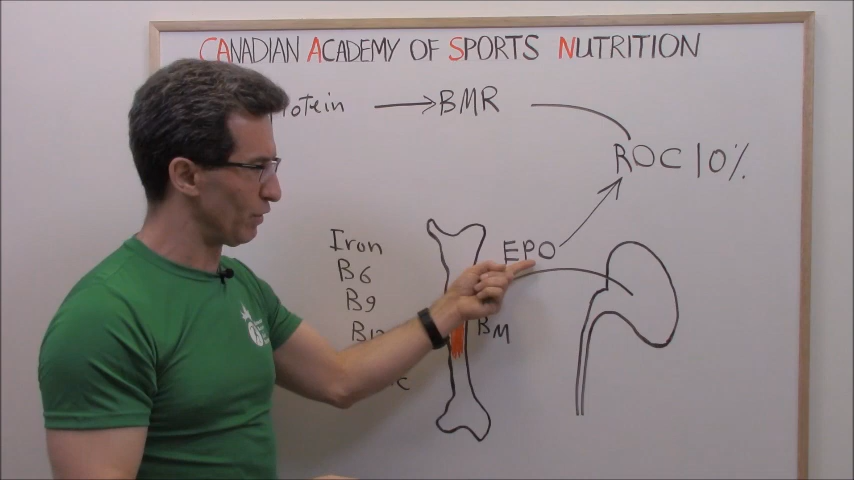 CANADIAN ACADEMY OF SPORTS NUTRITION
BMR
ROC 10%
EPO
Iron
B6
B9
BM
C